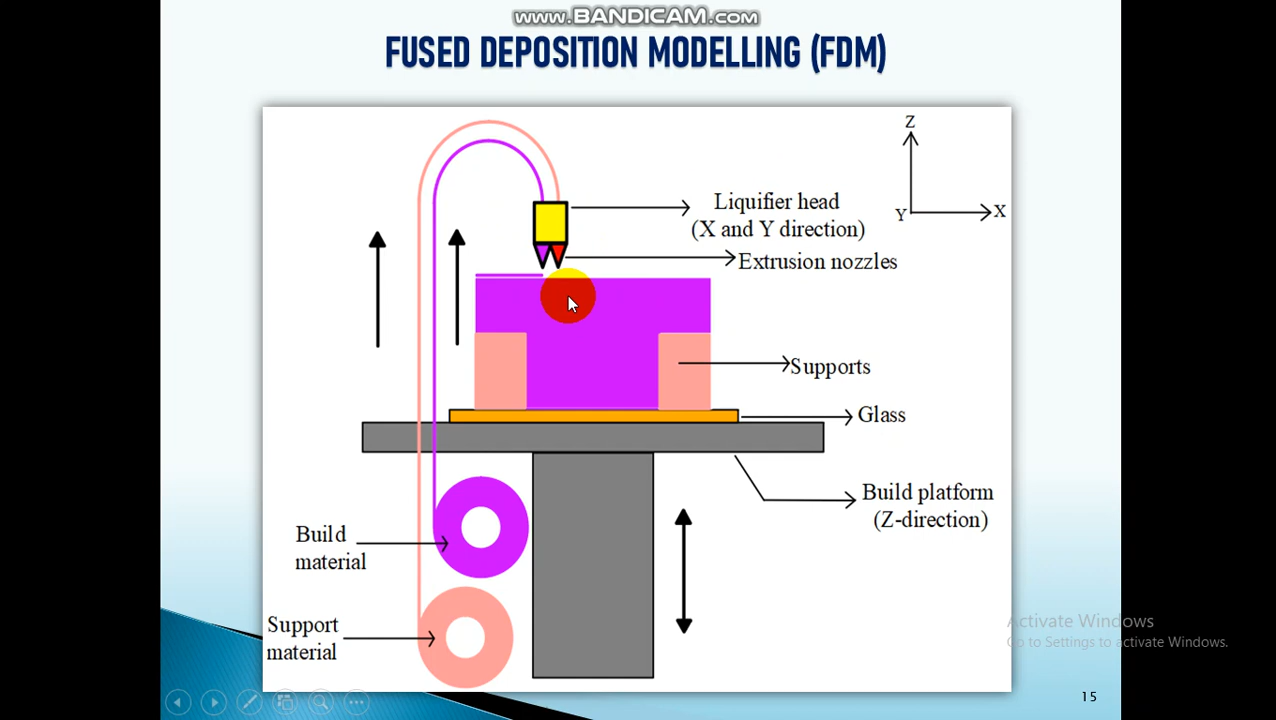 www.BANDICAM.com
FUSED DEPOSITION MODELLING (FDM)
Z
Y
X
Liquifier head
(X and Y direction)
Extrusion nozzles
Supports
Glass
Build platform
(Z-direction)
Build
material
Support
material
Activate Windows
Go to Settings to activate Windows.
15